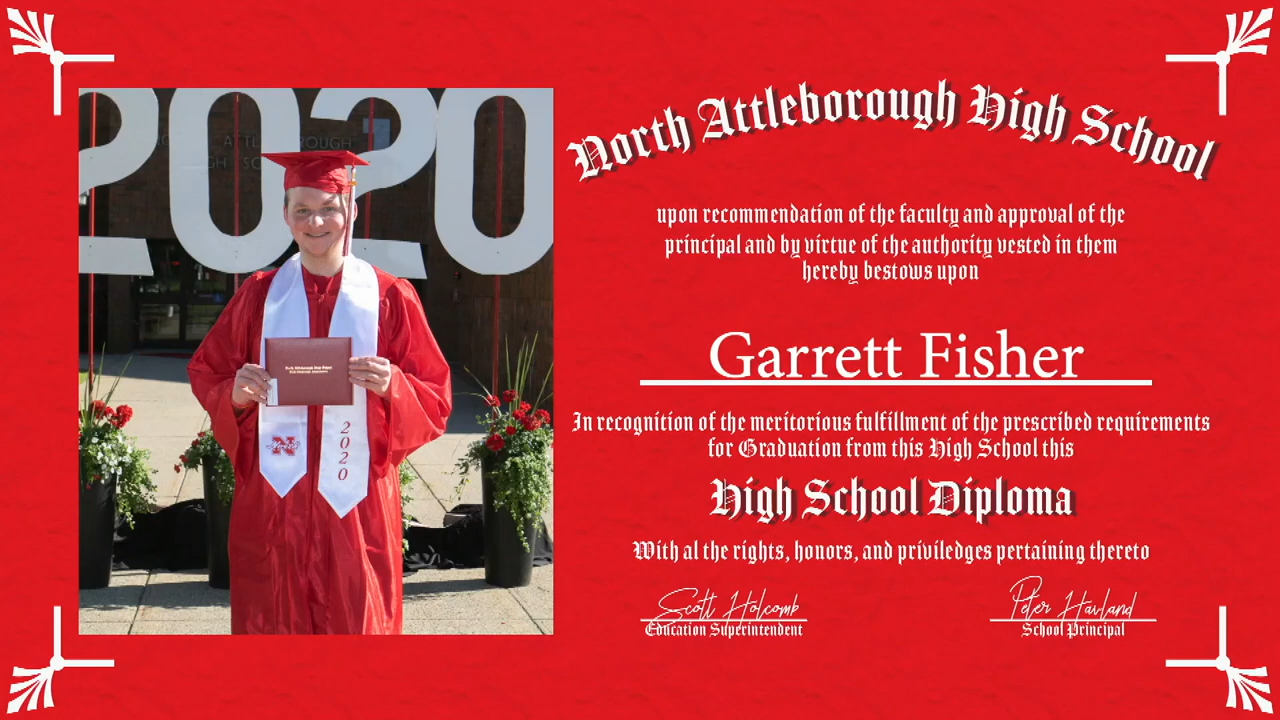 2020
North Attleborough High School
upon recommendation of the faculty and approval of the
principal and by virtue of the authority vested in them
hereby bestows upon
Garrett Fisher
In recognition of the meritorious fulfillment of the prescribed requirements
for Graduation from this High School this
High School Diploma
With al the rights, honors, and priviledges pertaining thereto
Scott Holcomb
Education Superintendent
Peter Havland
School Principal
N
2020